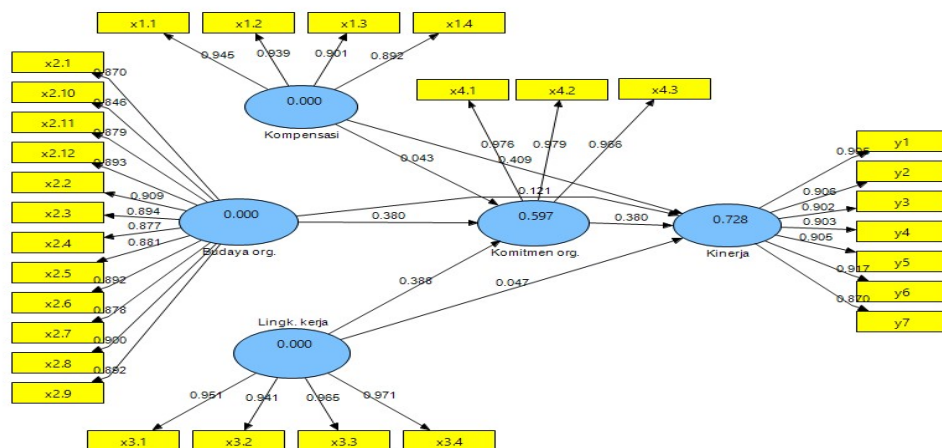 x1.1
x1.2
x1.3
x1.4
0.945
0.939
0.901
0.892
0.000
Kompensasi
x2.1
x2.10
x2.11
x2.12
x2.2
x2.3
x2.4
x2.5
x2.6
x2.7
x2.8
x2.9
0.870
0.846
0.879
0.893
0.909
0.894
0.877
0.881
0.892
0.878
0.900
0.892
0.000
Budaya org.
x4.1
x4.2
x4.3
0.976
0.979
0.966
0.043
0.409
0.121
0.380
0.597
Komitmen org.
0.380
0.728
Kinerja
0.388
0.047
y1
y2
y3
y4
y5
y6
y7
0.906
0.902
0.903
0.905
0.917
0.870
Lingk. kerja
0.000
0.951
0.941
0.965
0.971
x3.1
x3.2
x3.3
x3.4